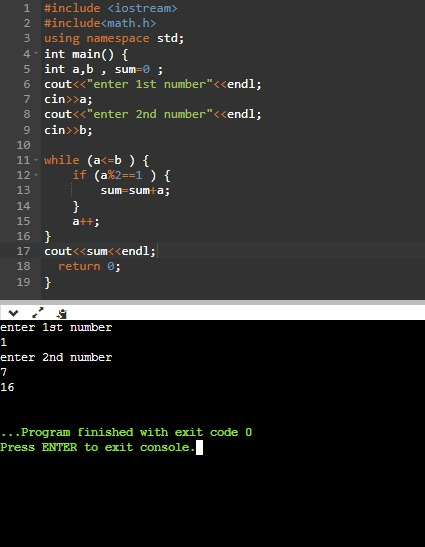 1 #include <iostream>
2 #include<math.h>
3 using namespace std;
4 int main() {
5 int a,b , sum=0 ;
6 cout<<"enter 1st number"<<endl;
7 cin>>a;
8 cout<<"enter 2nd number"<<endl;
9 cin>>b;
10
11 while (a<=b ) {
12 if (a%2==1 ) {
13 sum=sum+a;
14 }
15 a++;
16 }
17 cout<<sum<<endl;
18 return 0;
19 }
enter 1st number
1
enter 2nd number
7
16
...Program finished with exit code 0
Press ENTER to exit console.